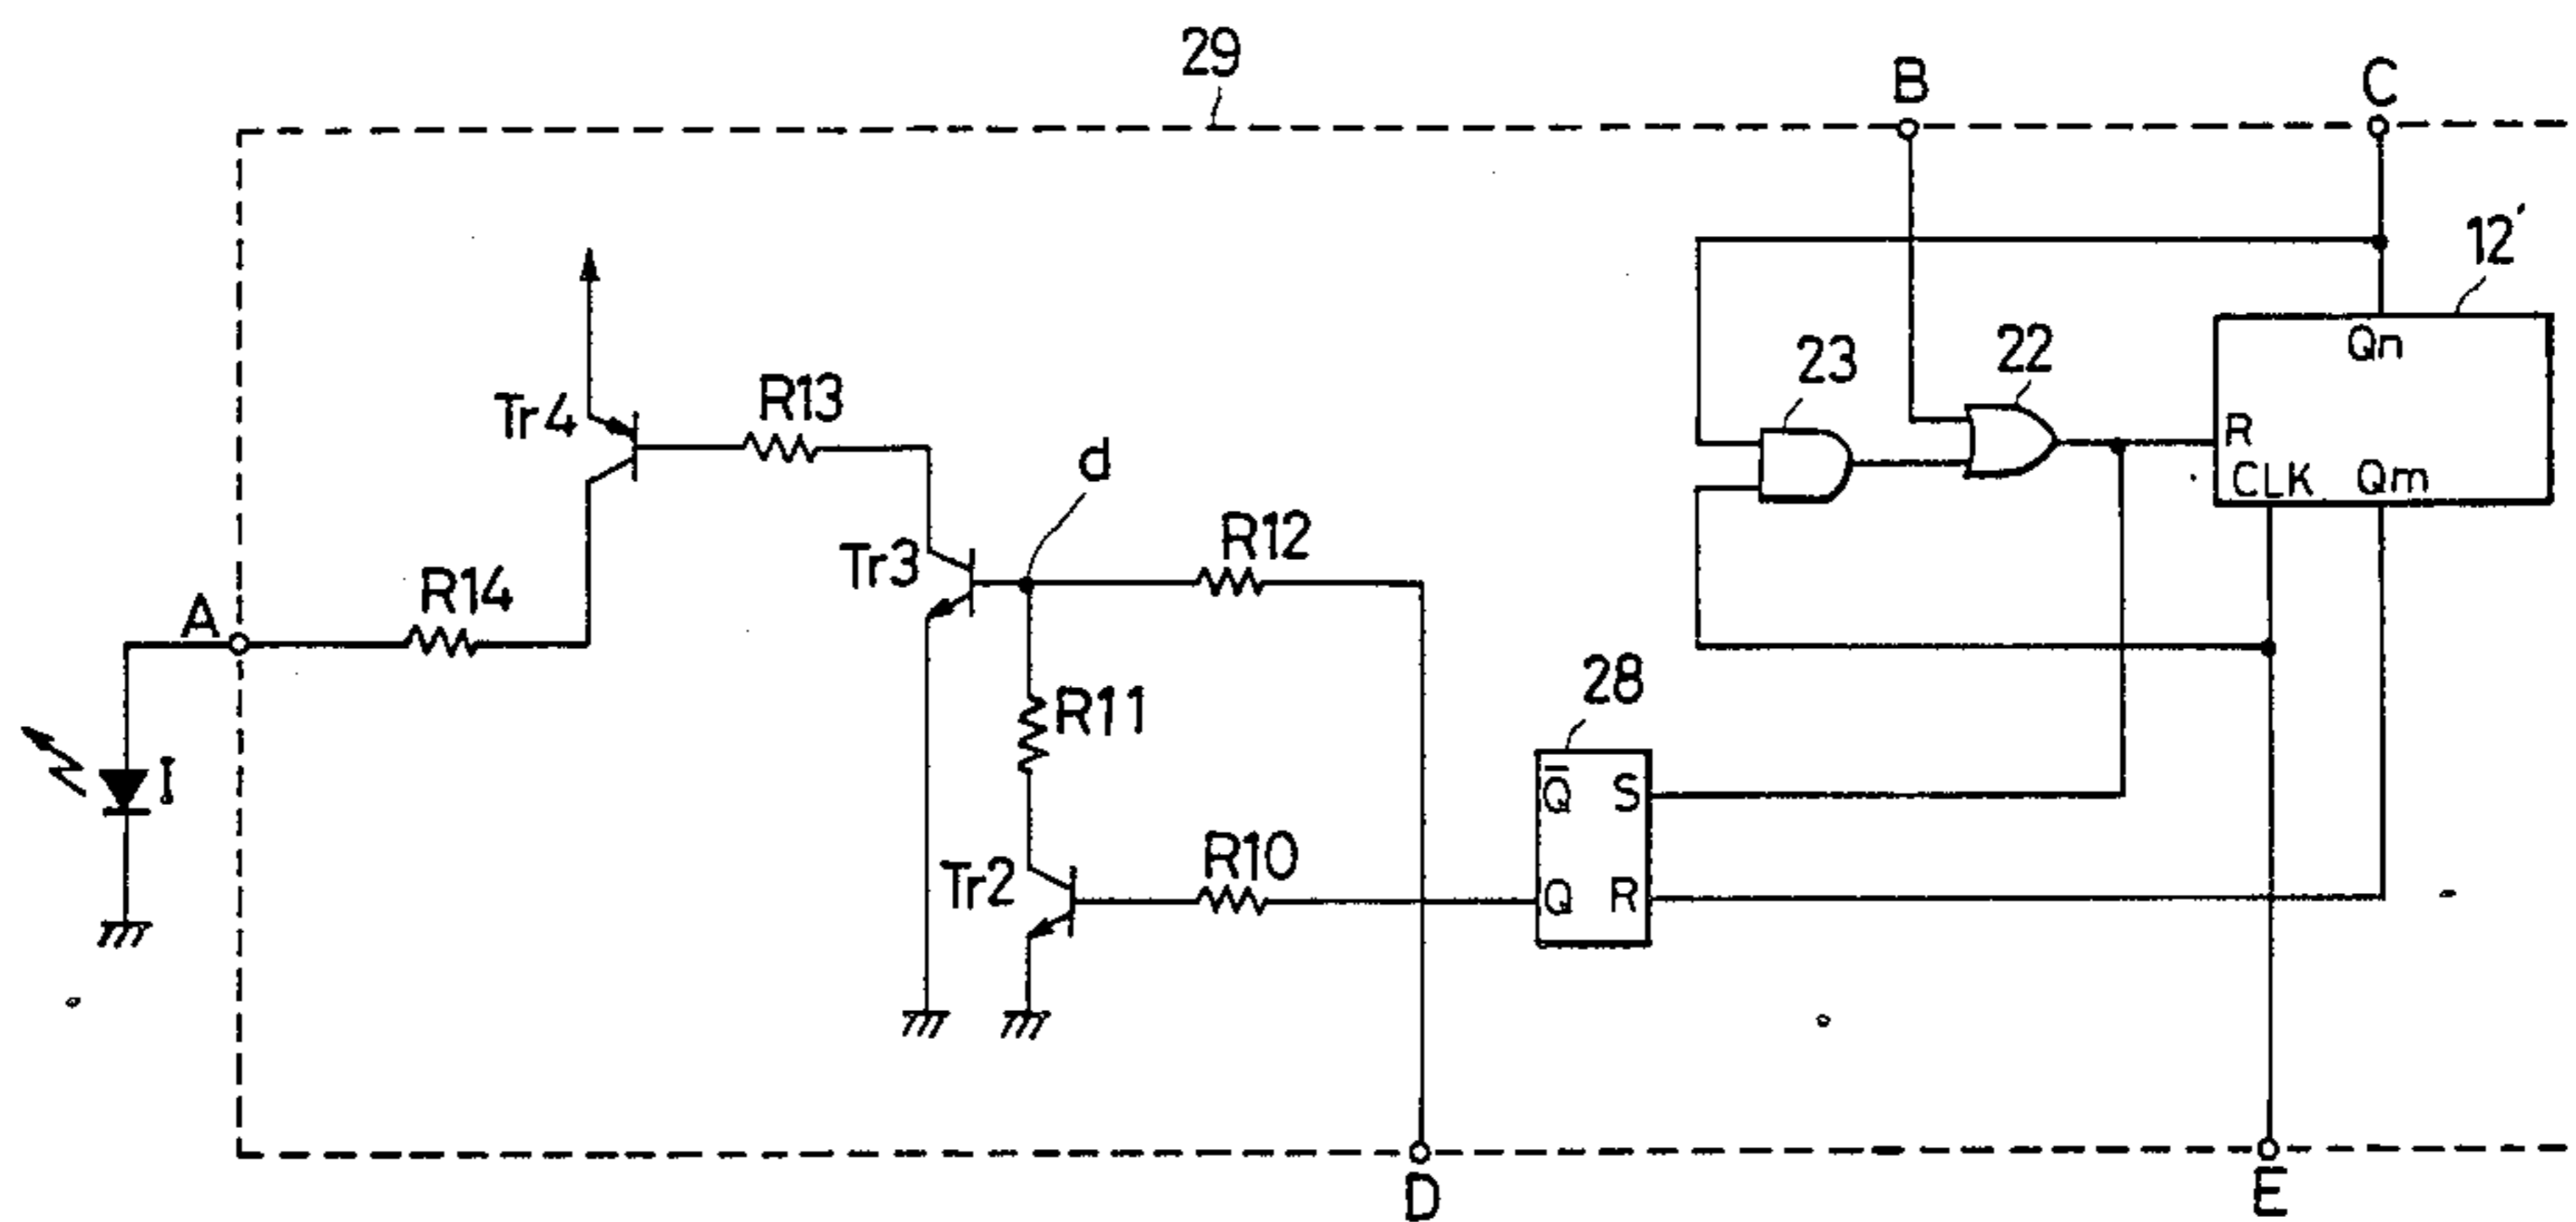 29
B
C
12'
Qn
23
22
R
CLK
Qm
Tr4
R13
d
Tr3
R12
A
R14
R11
28
I
Q̅
S
Tr2
R10
Q
R
D
E